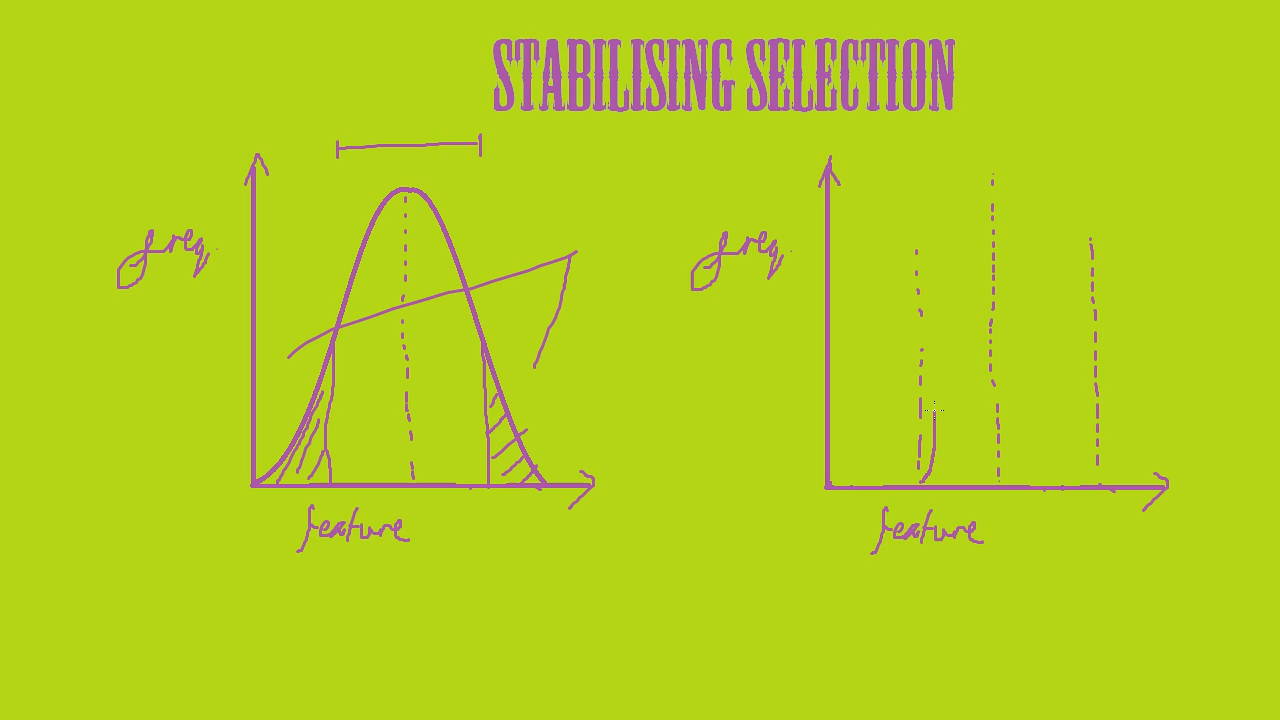 STABILISING SELECTION
freq.
freq.
feature
feature